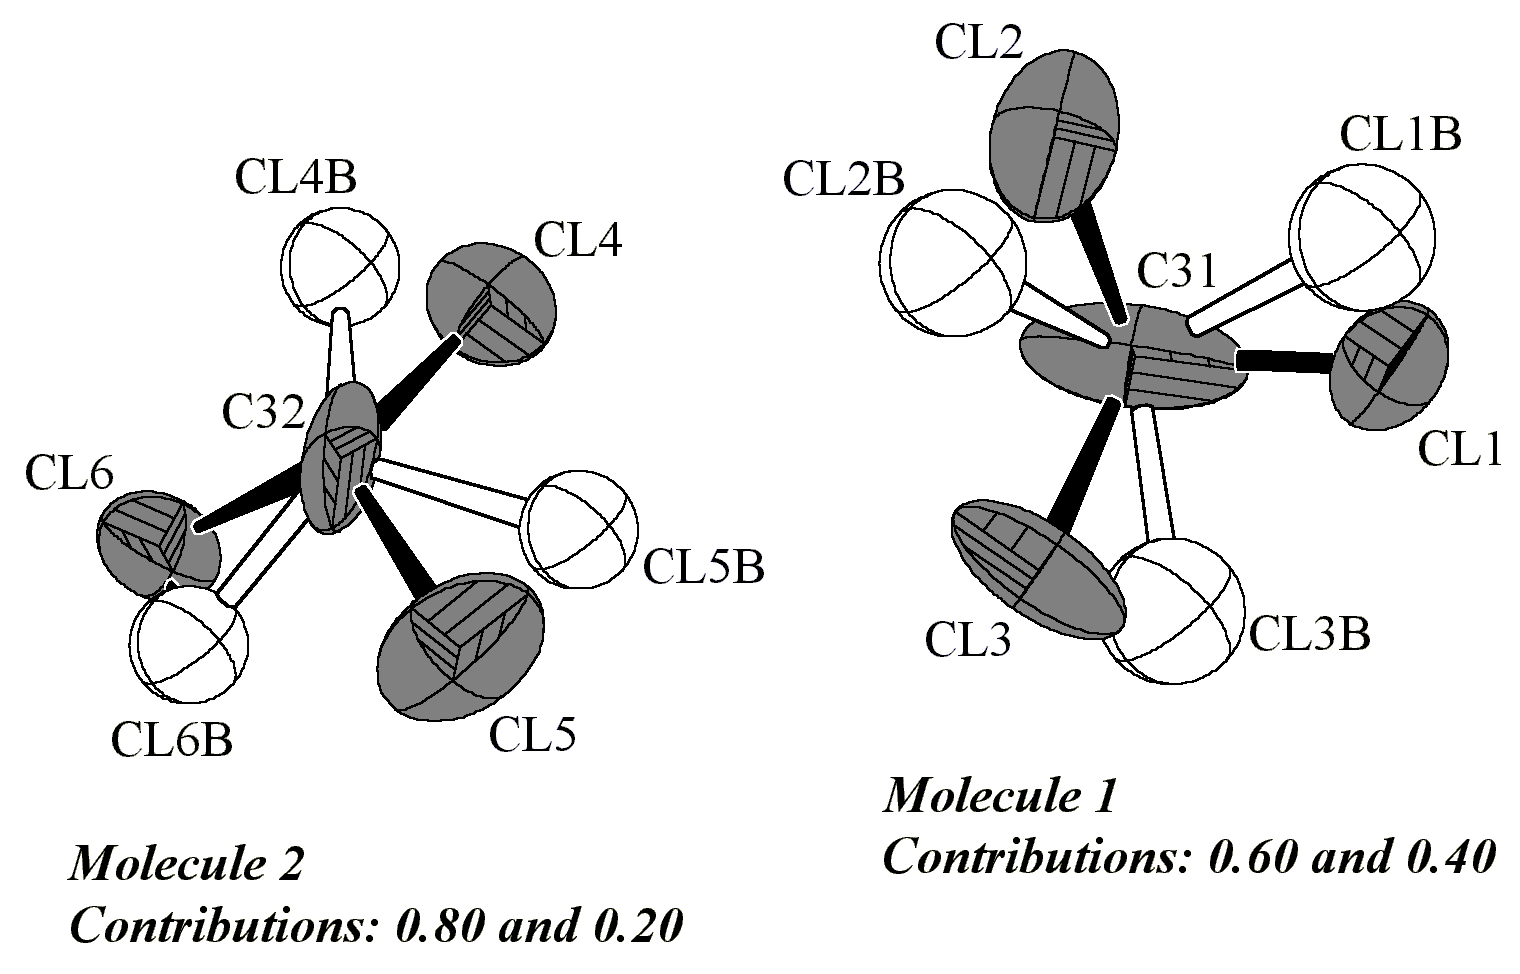 CL4B
CL4
C32
CL6
CL5B
CL6B
CL5
Molecule 2
Contributions: 0.80 and 0.20
CL2
CL1B
CL2B
C31
CL1
CL3
CL3B
Molecule 1
Contributions: 0.60 and 0.40